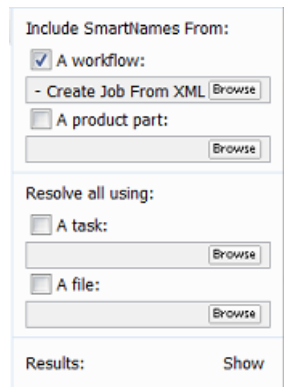 Include SmartNames From:
A workflow:
- Create Job From XML Browse
A product part:
Browse
Resolve all using:
A task:
Browse
A file:
Browse
Results: Show